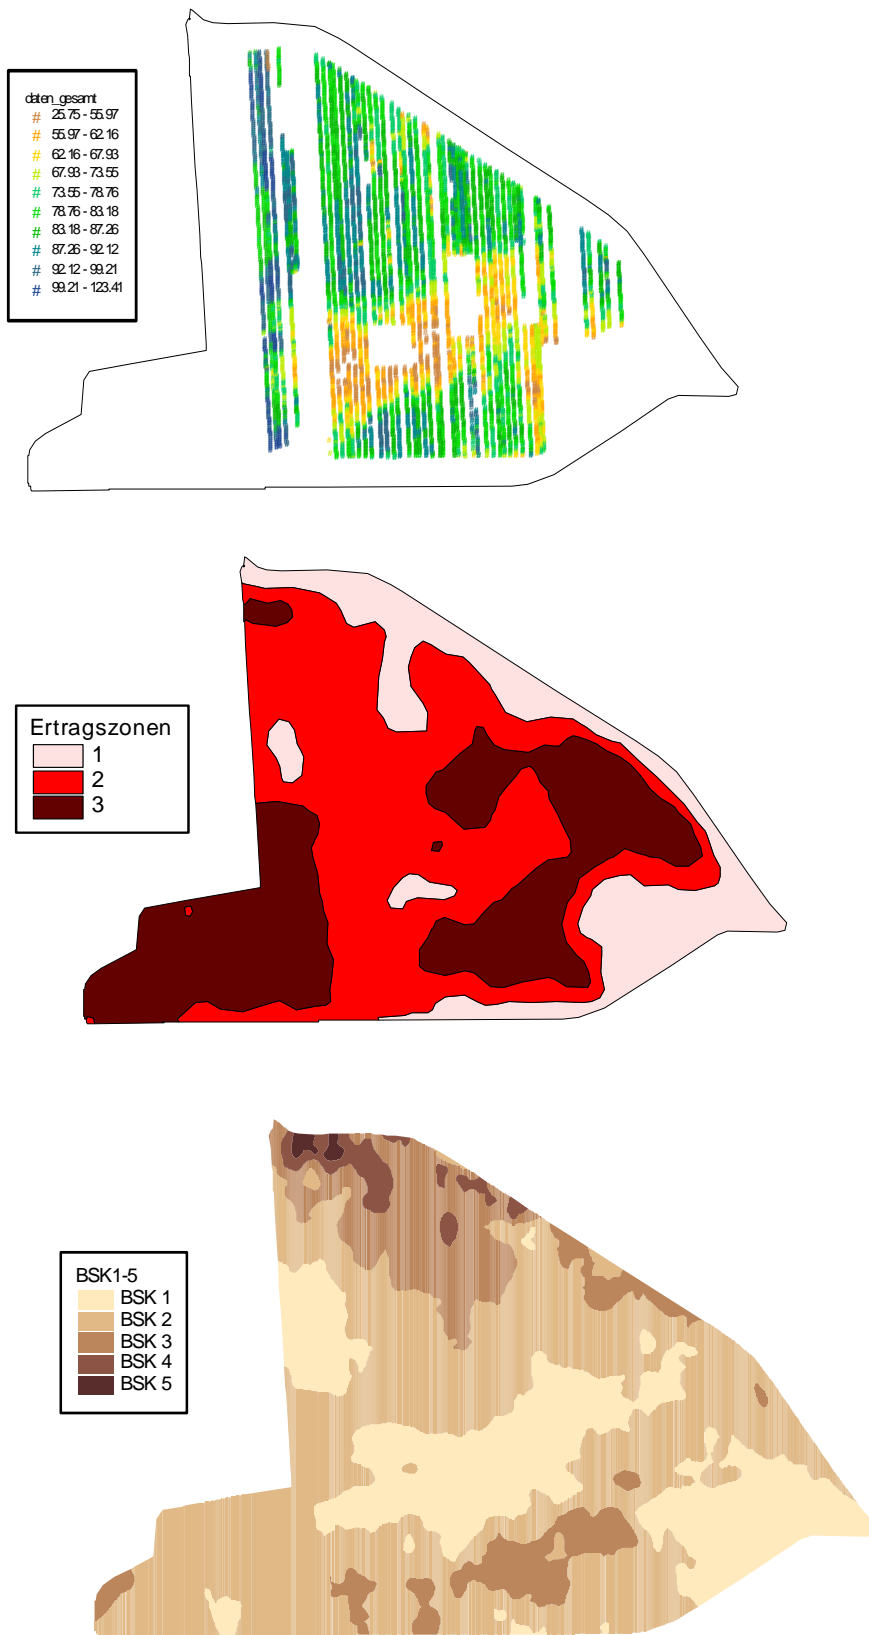 daten_gesamt
# 25.75 - 55.97
# 55.97 - 62.16
# 62.16 - 67.93
# 67.93 - 73.55
# 73.55 - 78.76
# 78.76 - 83.18
# 83.18 - 87.26
# 87.26 - 92.12
# 92.12 - 99.21
# 99.21 - 123.41
Ertragszonen
1
2
3
BSK1-5
BSK 1
BSK 2
BSK 3
BSK 4
BSK 5